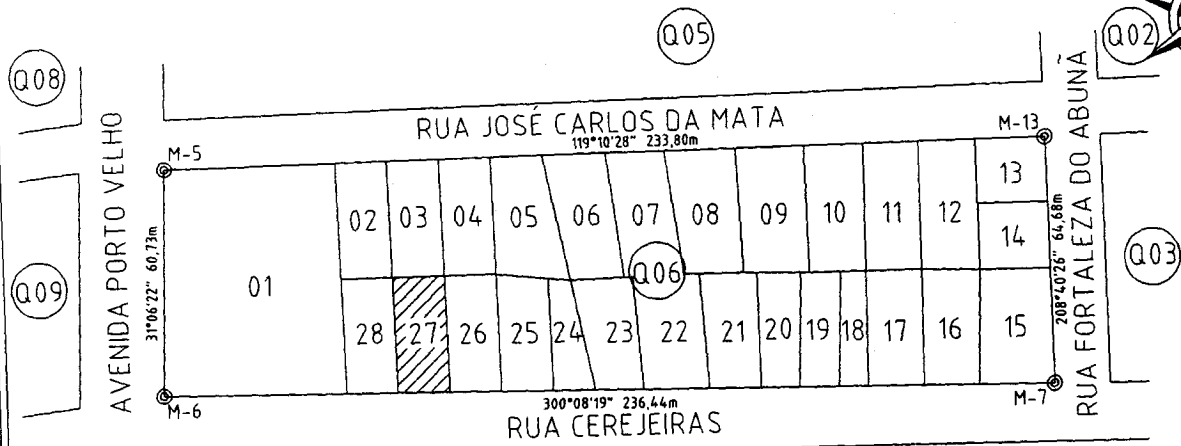 Q05
Q02
Q08
RUA JOSÉ CARLOS DA MATA
119°10'28" 233,80m
M-5
M-13
AVENIDA PORTO VELHO
31°06'22" 60,73m
RUA FORTALEZA DO ABUNÃ
208°40'26" 64,68m
13
02 03 04 05 06 07 08 09 10 11 12
14
Q09
01
Q06
Q03
28 27 26 25 24 23 22 21 20 19 18 17 16 15
M-6
300°08'19" 236,44m
M-7
RUA CEREJEIRAS